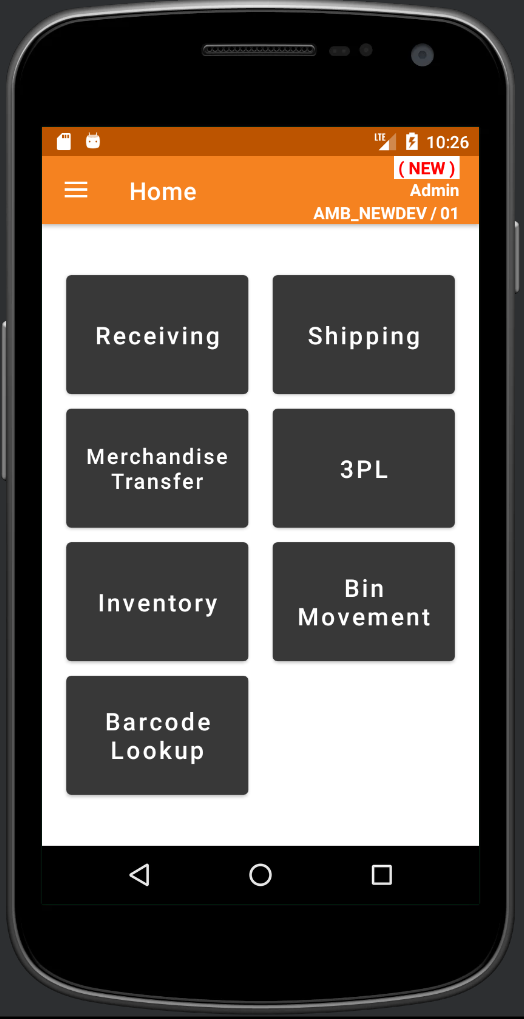 LTE 10:26
( NEW )
Home
Admin
AMB_NEWDEV / 01
Receiving
Shipping
Merchandise
Transfer
3PL
Inventory
Bin
Movement
Barcode
Lookup